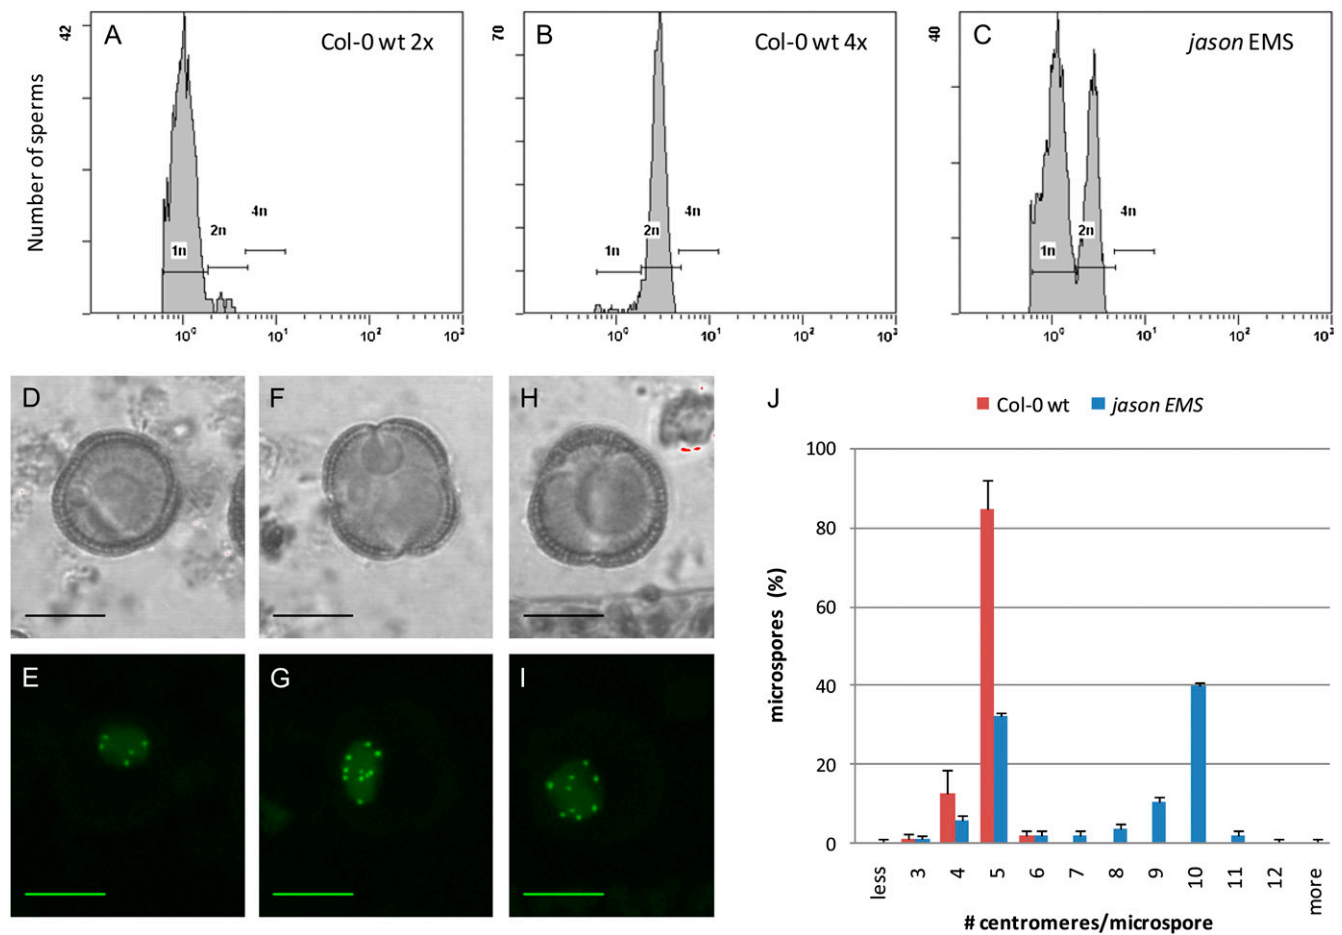 A
Col-0 wt 2x
42
Number of sperms
1n
2n
4n
10⁰
10¹
10²
10³
B
Col-0 wt 4x
70
1n
2n
4n
10⁰
10¹
10²
10³
C
jason EMS
40
1n
2n
4n
10⁰
10¹
10²
10³
D
F
H
E
G
I
J
Col-0 wt
jason EMS
microspores (%)
100
80
60
40
20
0
less
3
4
5
6
7
8
9
10
11
12
more
# centromeres/microspore